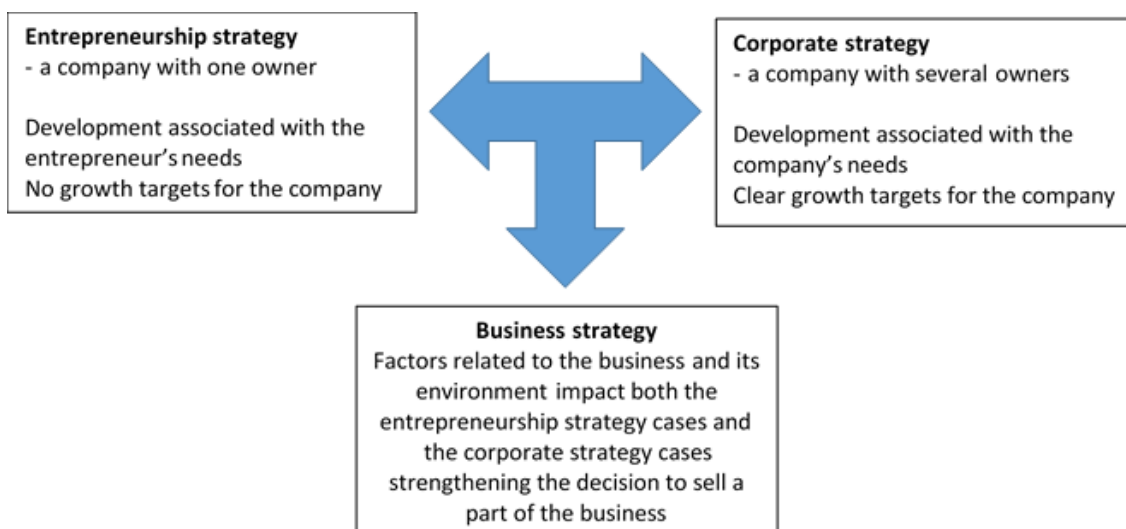 Entrepreneurship strategy
- a company with one owner
Development associated with the
entrepreneur's needs
No growth targets for the company
Corporate strategy
- a company with several owners
Development associated with the
company's needs
Clear growth targets for the company
Business strategy
Factors related to the business and its
environment impact both the
entrepreneurship strategy cases and
the corporate strategy cases
strengthening the decision to sell a
part of the business